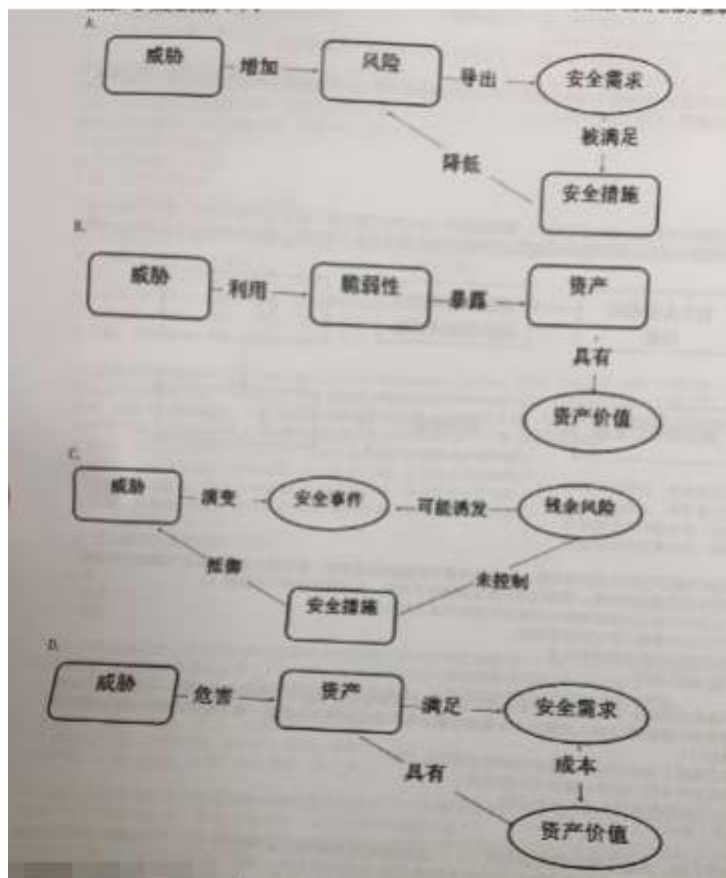 A.
威胁 增加 风险 导出 安全需求
被满足
降低
安全措施
B.
威胁 利用 脆弱性 暴露 资产
具有
资产价值
C.
威胁 演变 安全事件 可能诱发 残余风险
抵御 未控制
安全措施
D.
威胁 危害 资产 满足 安全需求
具有 成本
资产价值